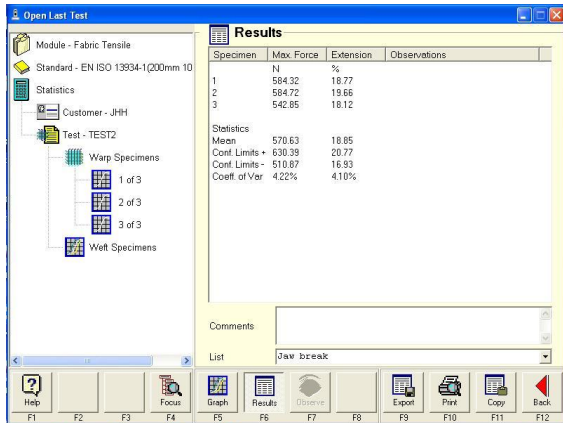 Open Last Test
Module - Fabric Tensile
Standard - EN ISO 13934-1(200mm 10
Statistics
Customer - JHH
Test - TEST2
Warp Specimens
1 of 3
2 of 3
3 of 3
Weft Specimens
Results
Specimen Max. Force Extension Observations
N %
1 584.32 18.77
2 584.72 19.66
3 542.85 18.12
Statistics
Mean 570.63 18.85
Conf. Limits + 630.39 20.77
Conf. Limits - 510.87 16.93
Coeff. of Var 4.22% 4.10%
Comments
List Jaw break
Help Focus Graph Results Observe Export Print Copy Back
F1 F2 F3 F4 F5 F6 F7 F8 F9 F10 F11 F12